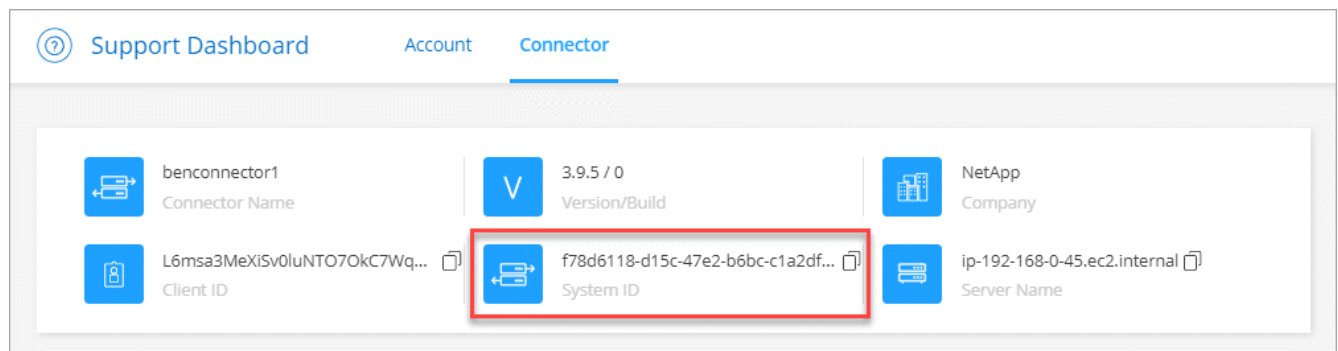 Support Dashboard Account Connector
benconnector1
Connector Name
V
3.9.5 / 0
Version/Build
NetApp
Company
L6msa3MeXiSv0luNTO7OkC7Wq...
Client ID
f78d6118-d15c-47e2-b6bc-c1a2df...
System ID
ip-192-168-0-45.ec2.internal
Server Name